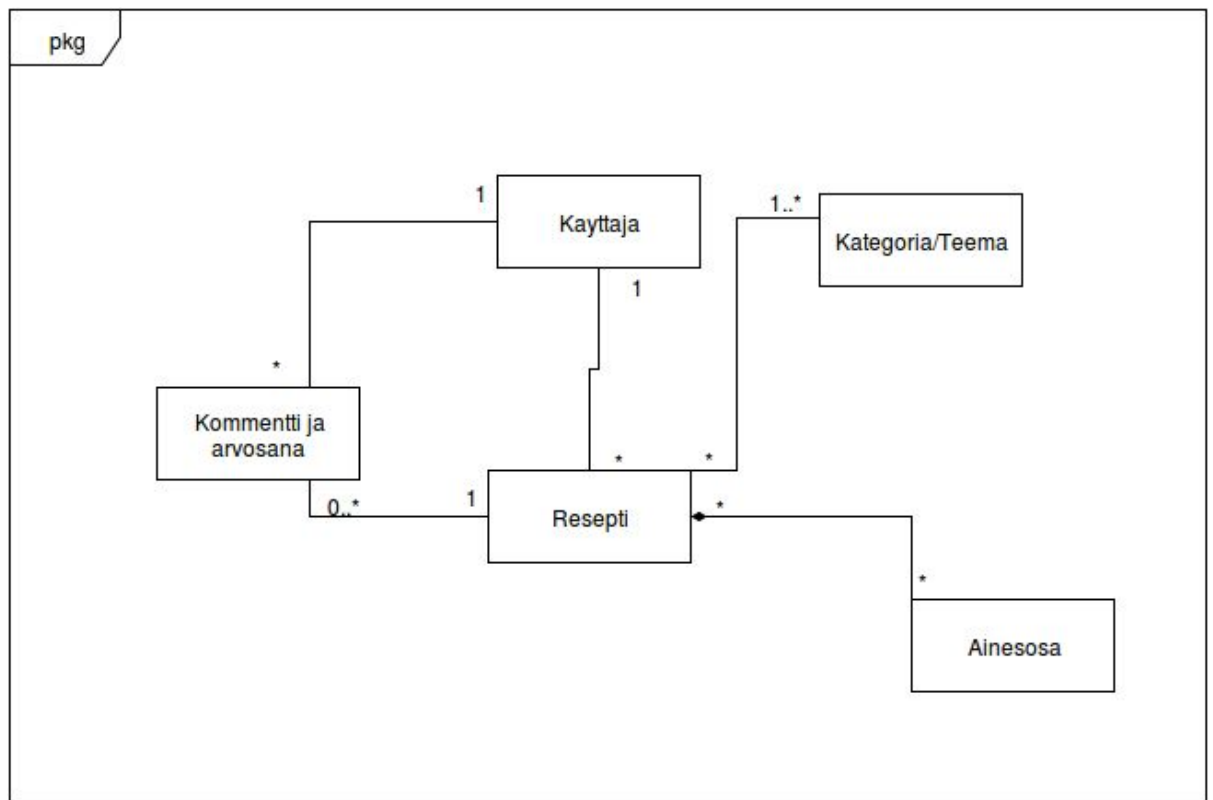 pkg
1
Kayttaja
1..*
Kategoria/Teema
1
*
Kommentti ja
arvosana
0..*
1
*
*
Resepti
*
*
Ainesosa